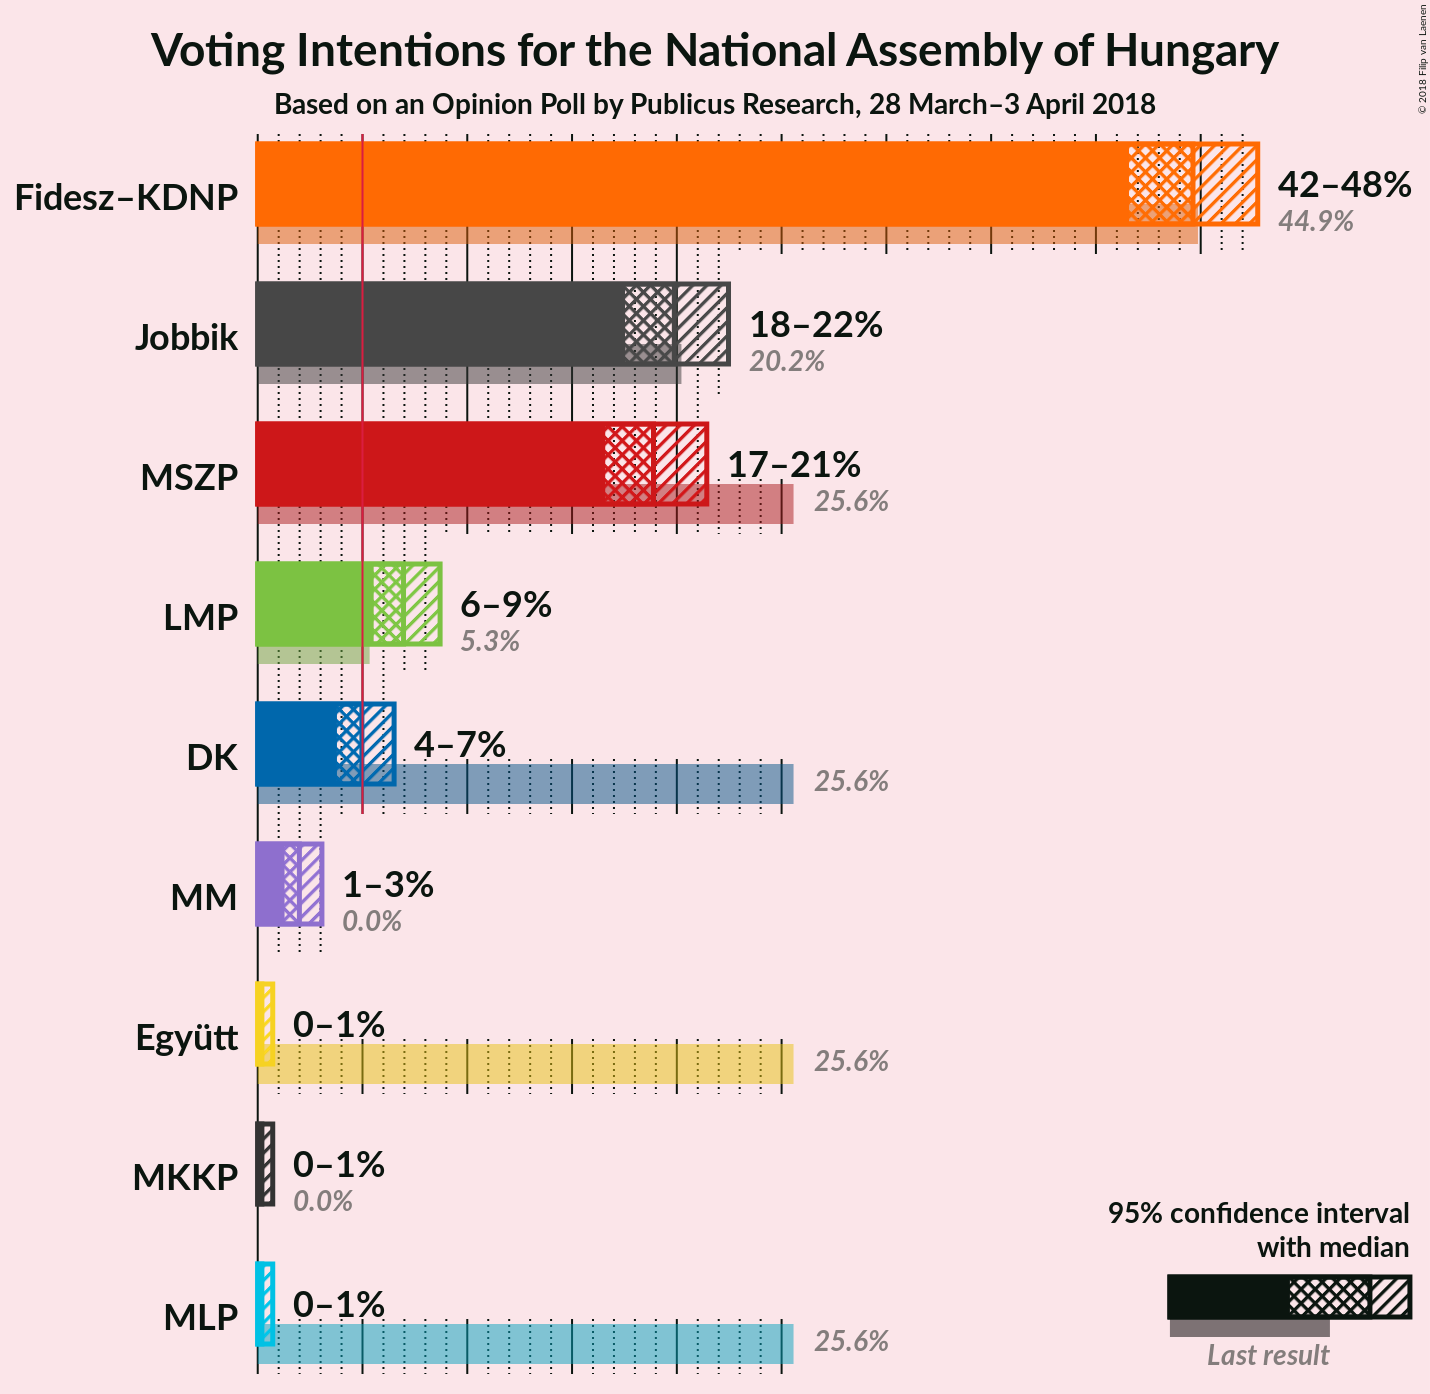 Voting Intentions for the National Assembly of Hungary
Based on an Opinion Poll by Publicus Research, 28 March–3 April 2018
© 2018 Filip van Laenen
Fidesz–KDNP
42–48%
44.9%
Jobbik
18–22%
20.2%
MSZP
17–21%
25.6%
LMP
6–9%
5.3%
DK
4–7%
25.6%
MM
1–3%
0.0%
Együtt
0–1%
25.6%
MKKP
0–1%
0.0%
MLP
0–1%
25.6%
95% confidence interval
with median
Last result